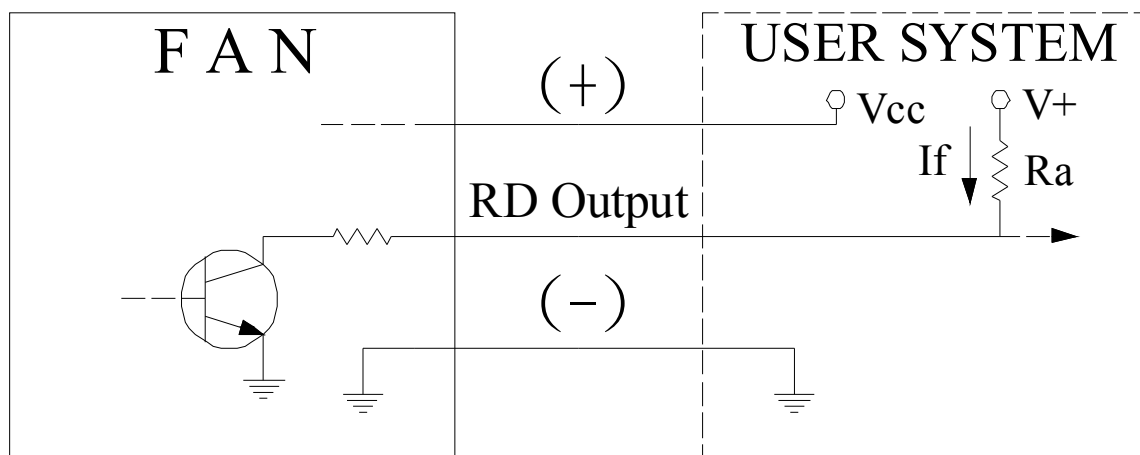 F A N
USER SYSTEM
(+)
Vcc
V+
If
Ra
RD Output
(-)